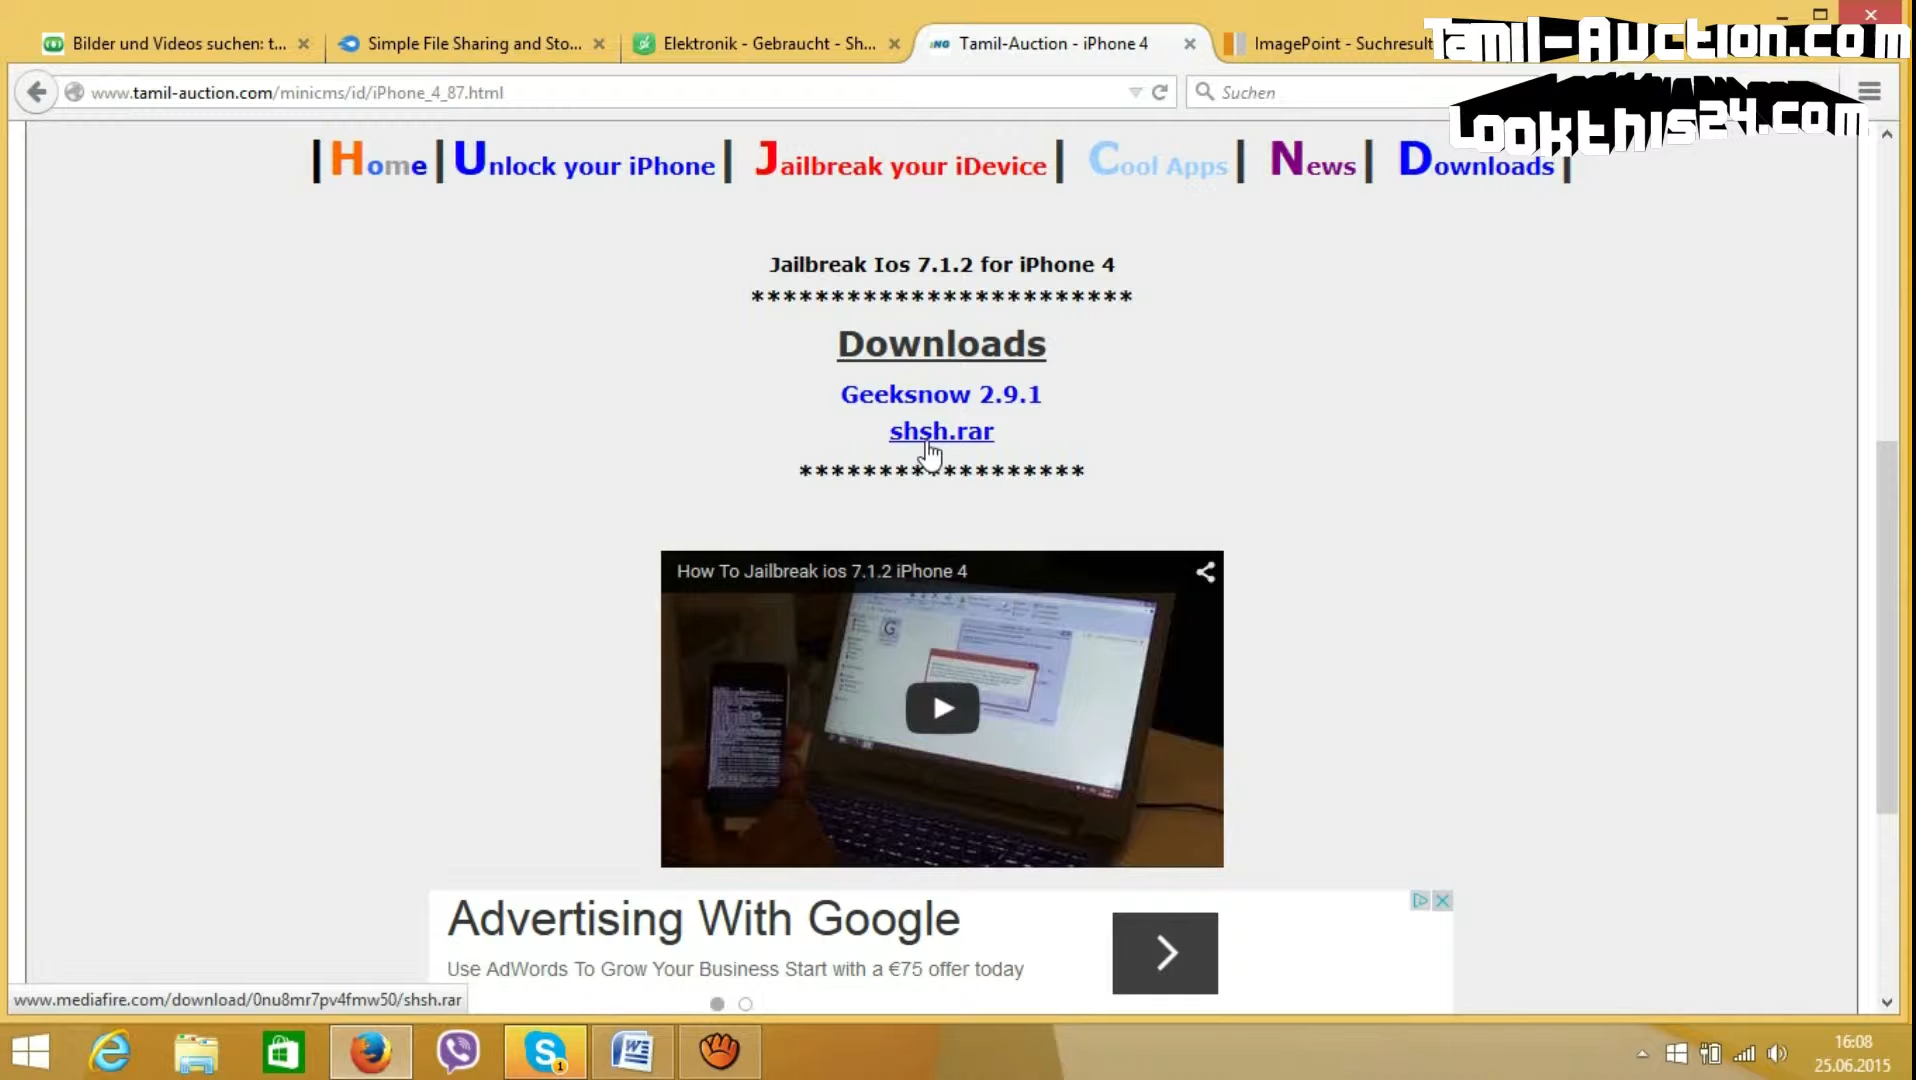 Bilder und Videos suchen: t...
Simple File Sharing and Sto...
Elektronik - Gebraucht - Sh...
Tamil-Auction - iPhone 4
ImagePoint - Suchresult
Tamil-Auction.com
www.tamil-auction.com/minicms/id/iPhone_4_87.html
Suchen
Lookthis24.com
|Home|Unlock your iPhone| Jailbreak your iDevice| Cool Apps| News| Downloads|
Jailbreak Ios 7.1.2 for iPhone 4
************************
Downloads
Geeksnow 2.9.1
shsh.rar
******************
How To Jailbreak ios 7.1.2 iPhone 4
Advertising With Google
Use AdWords To Grow Your Business Start with a €75 offer today
www.mediafire.com/download/0nu8mr7pv4fmw50/shsh.rar
16:08
25.06.2015